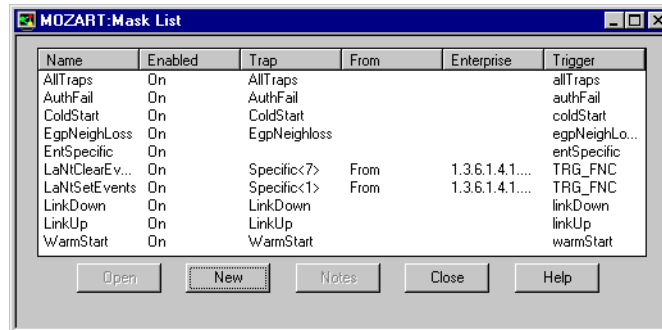 MOZART:Mask List
Name Enabled Trap From Enterprise Trigger
AllTraps On AllTraps allTraps
AuthFail On AuthFail authFail
ColdStart On ColdStart coldStart
EgpNeighLoss On EgpNeighloss egpNeighLo...
EntSpecific On entSpecific
LaNtClearEv... On Specific<7> From 1.3.6.1.4.1.... TRG_FNC
LaNtSetEvents On Specific<1> From 1.3.6.1.4.1.... TRG_FNC
LinkDown On LinkDown linkDown
LinkUp On LinkUp linkUp
WarmStart On WarmStart warmStart
Open New Notes Close Help